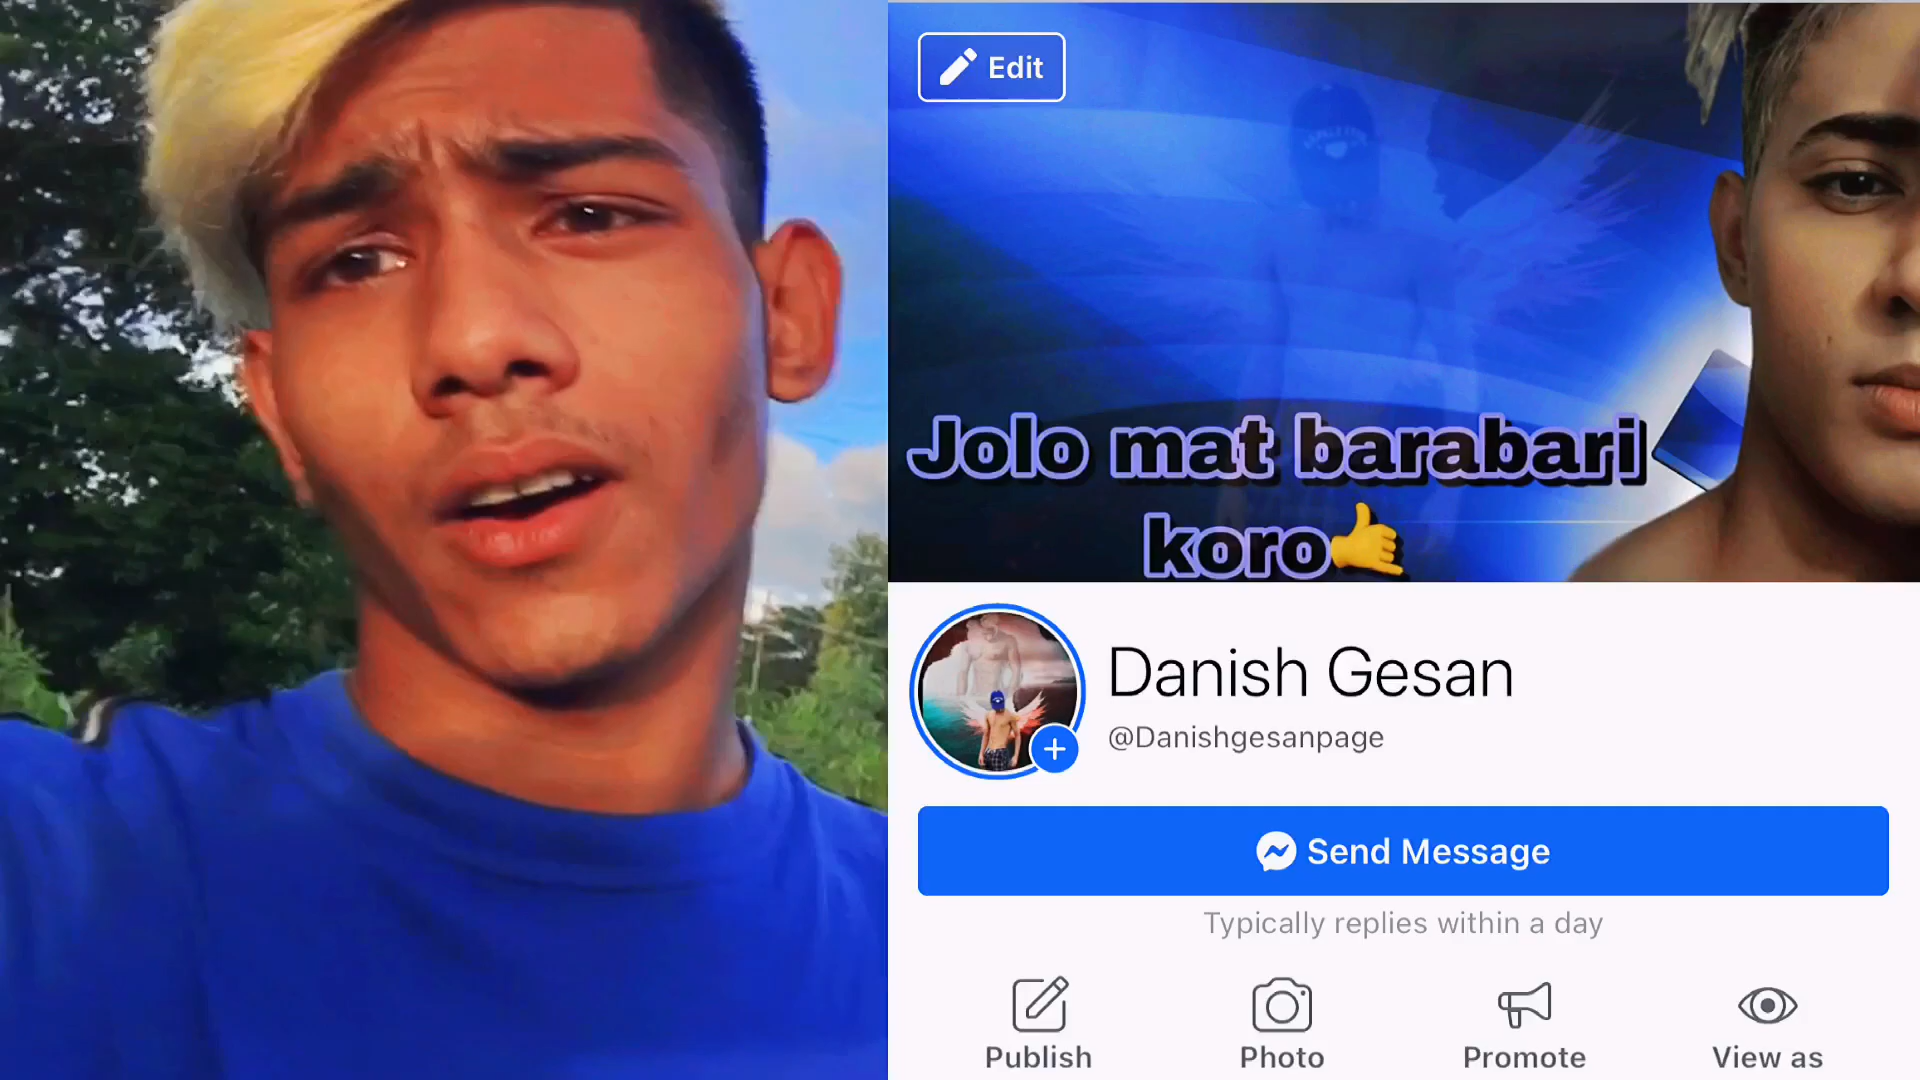 Edit
Jolo mat barabari
koro🤙
Danish Gesan
@Danishgesanpage
Send Message
Typically replies within a day
Publish
Photo
Promote
View as